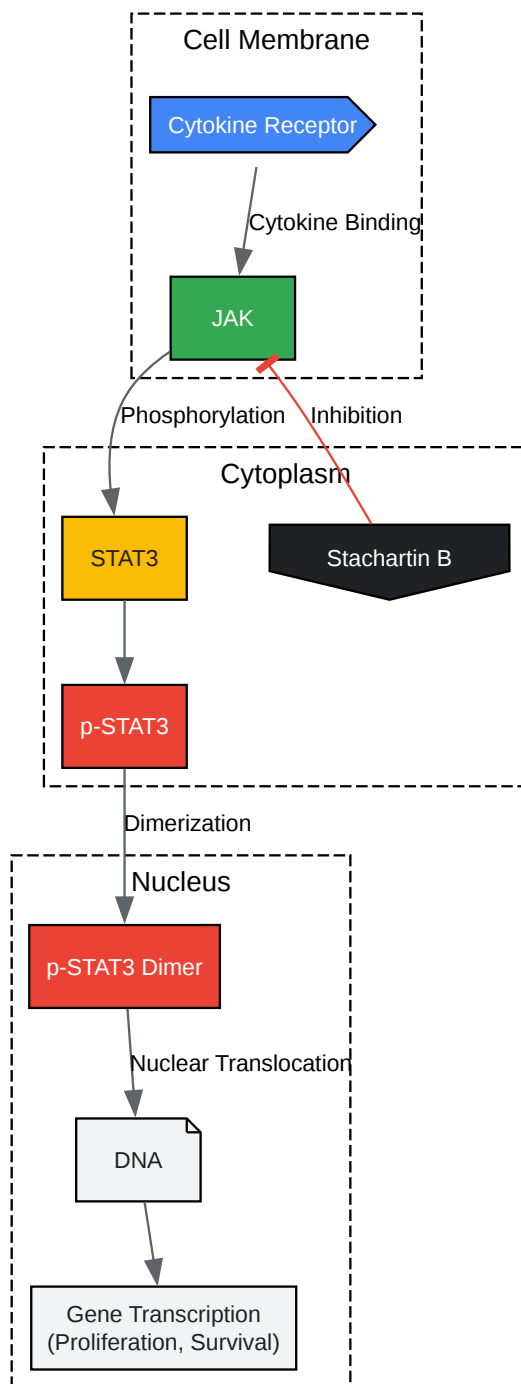 Cell Membrane
Cytokine Receptor
Cytokine Binding
JAK
Phosphorylation
Inhibition
Cytoplasm
STAT3
Stachartin B
p-STAT3
Dimerization
Nucleus
p-STAT3 Dimer
Nuclear Translocation
DNA
Gene Transcription
(Proliferation, Survival)